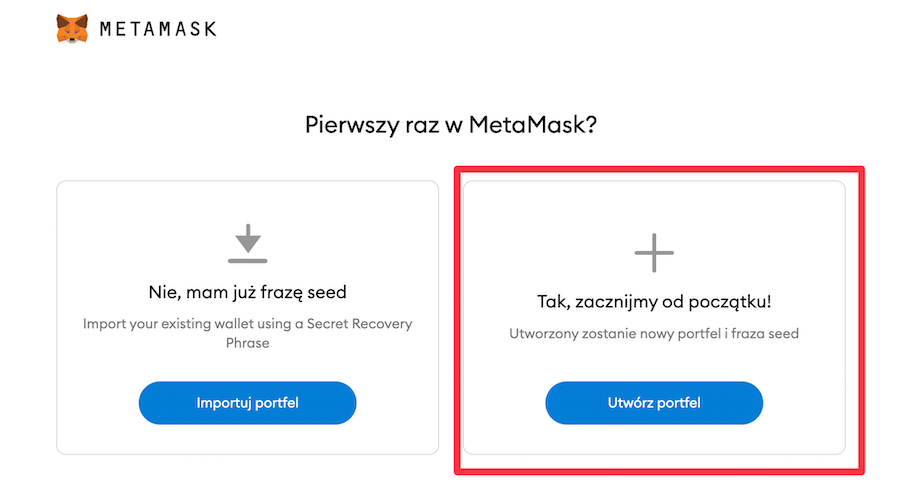 METAMASK
Pierwszy raz w MetaMask?
Nie, mam już frazę seed
Import your existing wallet using a Secret Recovery
Phrase
Importuj portfel
Tak, zacznijmy od początku!
Utworzony zostanie nowy portfel i fraza seed
Utwórz portfel